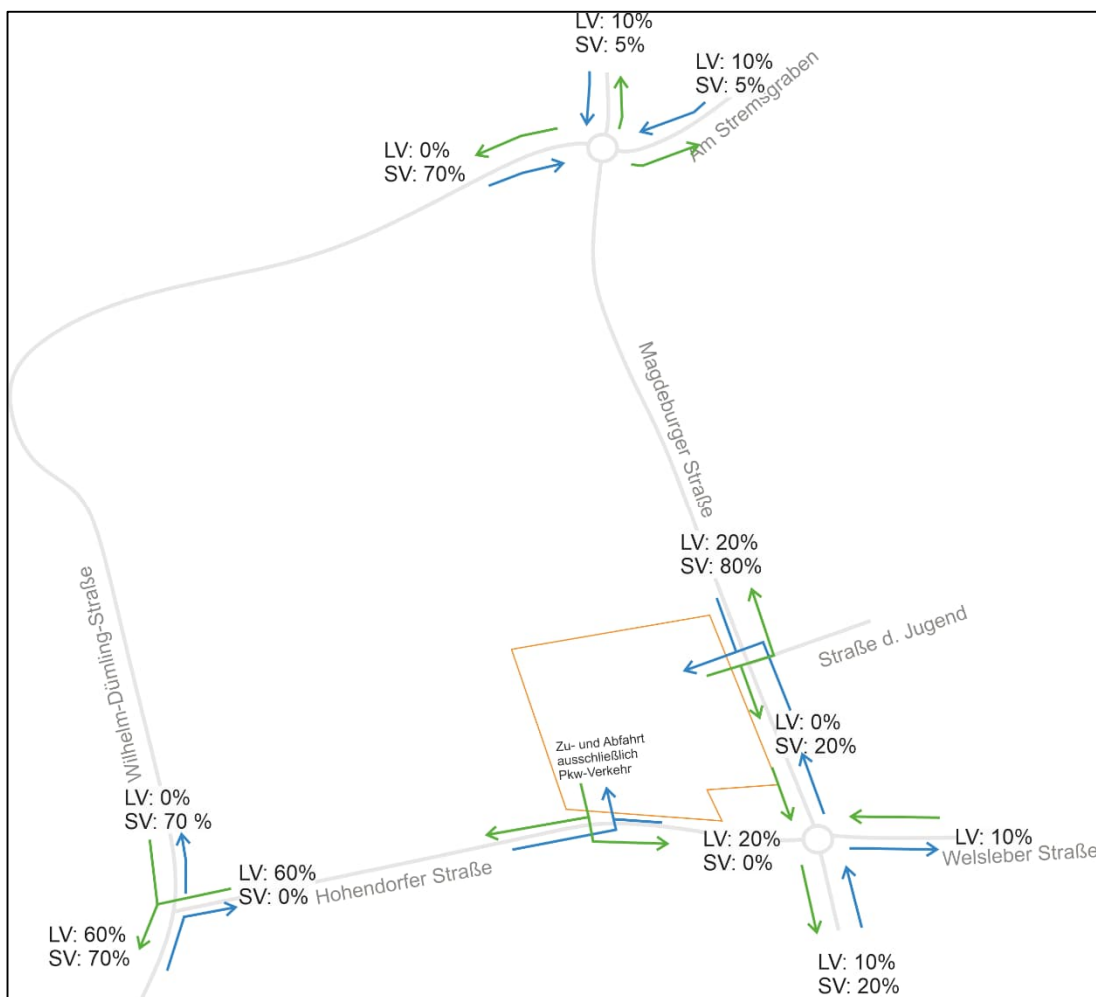 LV: 10%
SV: 5%
LV: 10%
SV: 5%
Am Stremsgraben
LV: 0%
SV: 70%
Magdeburger Straße
LV: 20%
SV: 80%
Straße d. Jugend
Wilhelm-Dümling-Straße
LV: 0%
SV: 20%
Zu- und Abfahrt
ausschließlich
Pkw-Verkehr
LV: 0%
SV: 70 %
LV: 20%
SV: 0%
LV: 10%
Welsleber Straße
LV: 60%
SV: 0%
Hohendorfer Straße
LV: 60%
SV: 70%
LV: 10%
SV: 20%